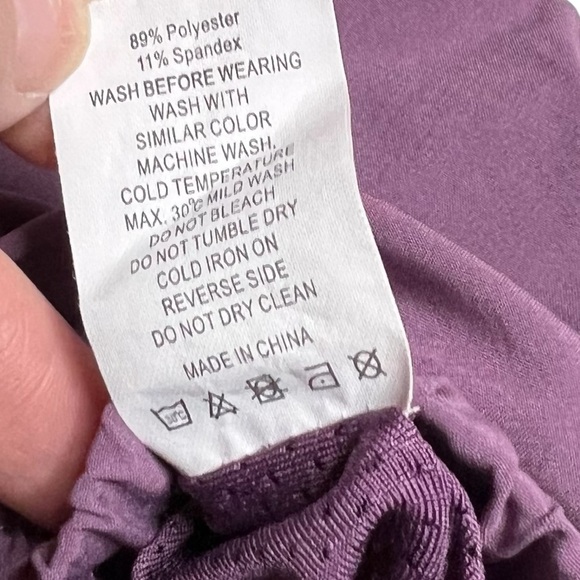 89% Polyester
11% Spandex
WASH BEFORE WEARING
WASH WITH
SIMILAR COLOR
MACHINE WASH,
COLD TEMPERATURE
MAX. 30℃ MILD WASH
DO NOT BLEACH
DO NOT TUMBLE DRY
COLD IRON ON
REVERSE SIDE
DO NOT DRY CLEAN
MADE IN CHINA
30℃